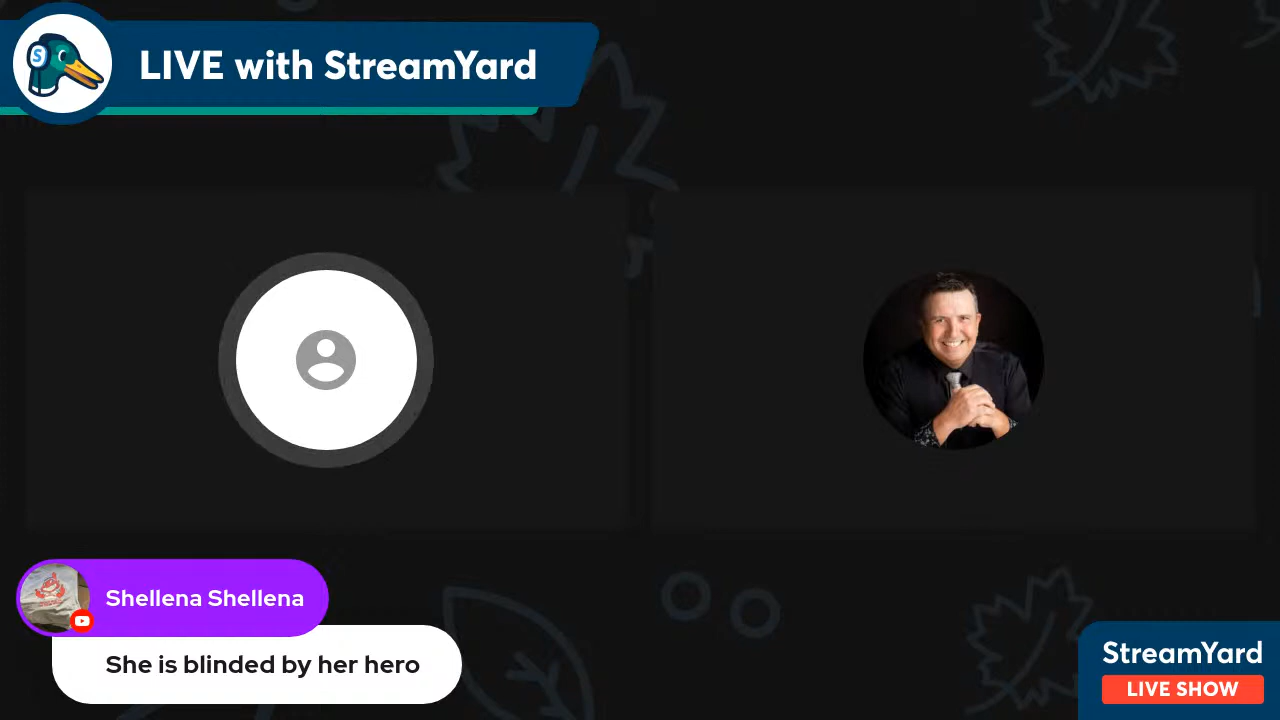 LIVE with StreamYard
S
Shellena Shellena
She is blinded by her hero
StreamYard
LIVE SHOW